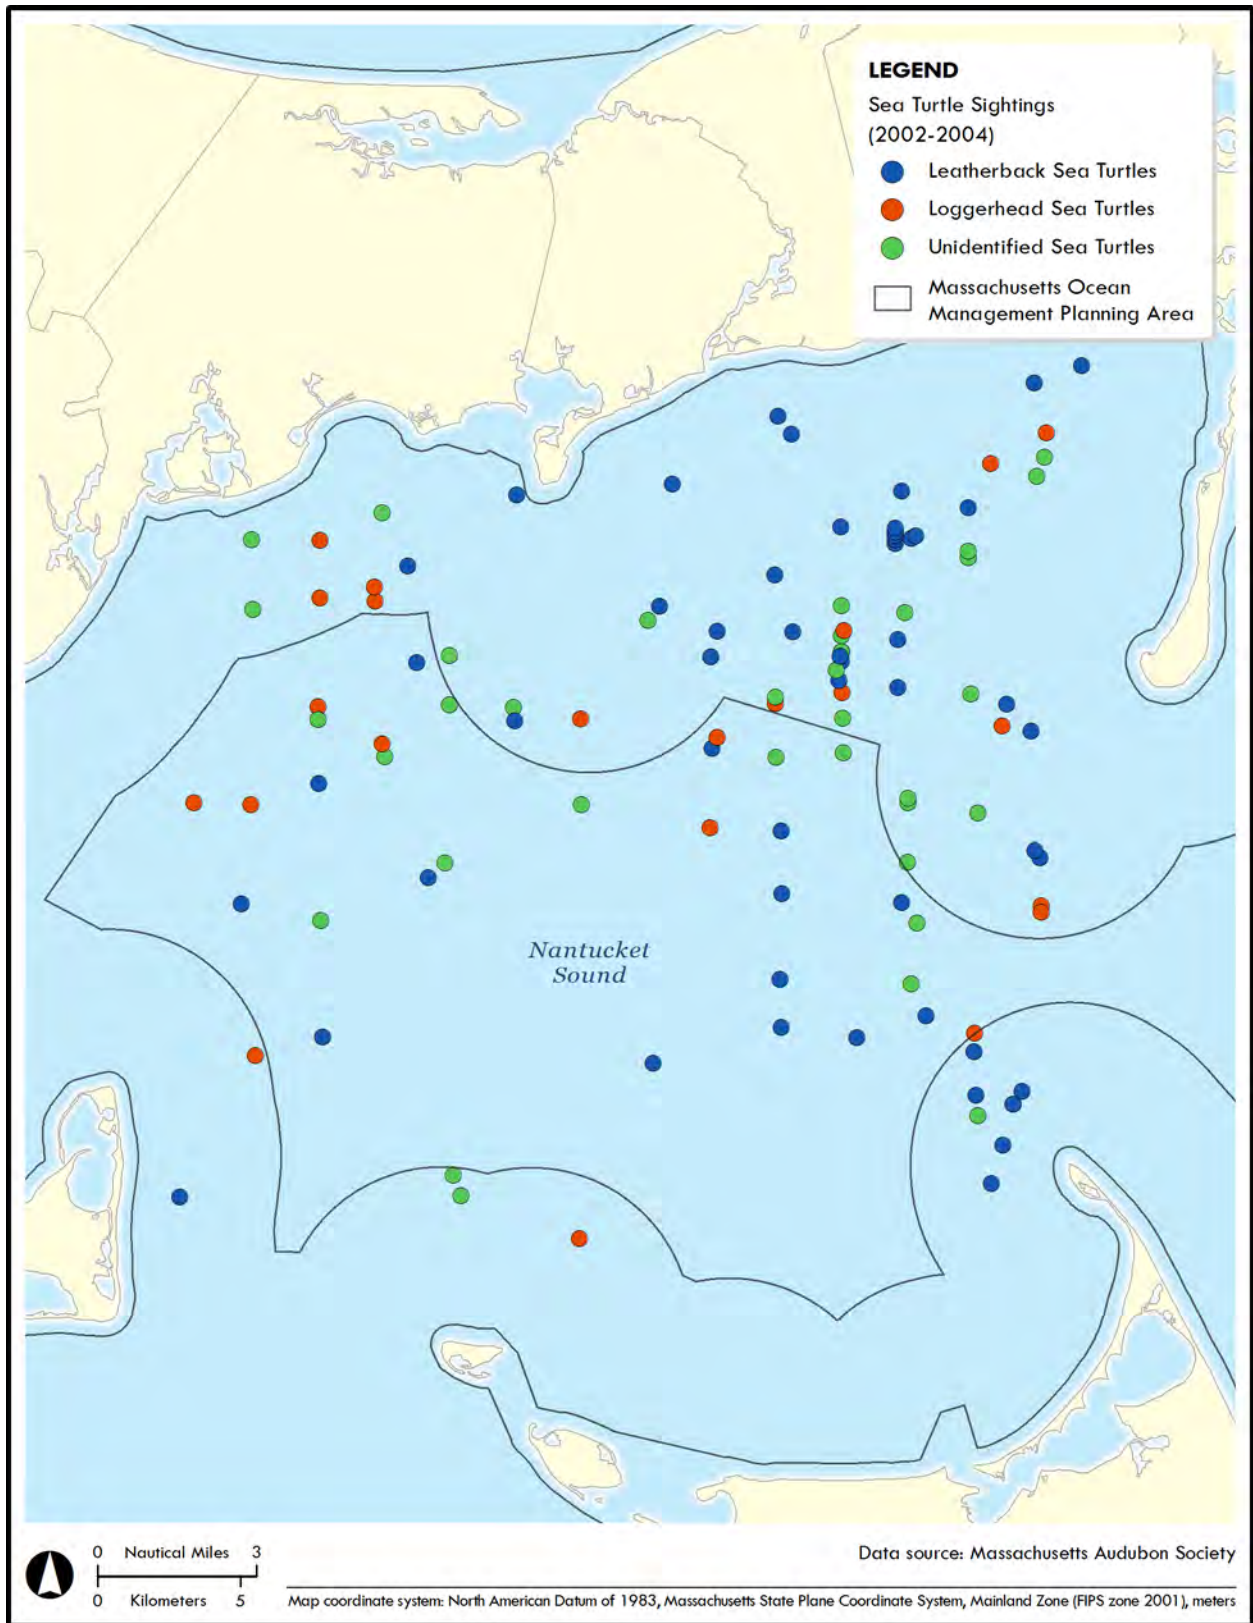 LEGEND
Sea Turtle Sightings
(2002-2004)
Leatherback Sea Turtles
Loggerhead Sea Turtles
Unidentified Sea Turtles
Massachusetts Ocean
Management Planning Area
Nantucket
Sound
0 Nautical Miles 3
0 Kilometers 5
Data source: Massachusetts Audubon Society
Map coordinate system: North American Datum of 1983, Massachusetts State Plane Coordinate System, Mainland Zone (FIPS zone 2001), meters